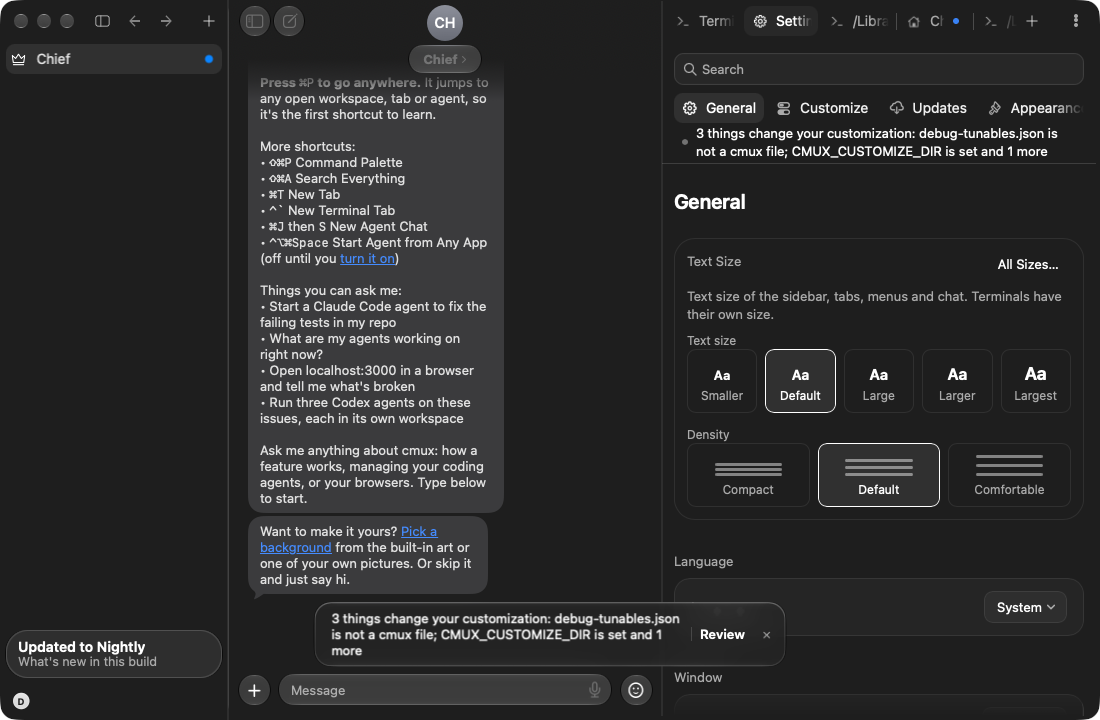 Chief
Updated to Nightly
What's new in this build
D
CH
Chief ›
Press ⌘P to go anywhere. It jumps to
any open workspace, tab or agent, so
it's the first shortcut to learn.
More shortcuts:
• ⇧⌘P Command Palette
• ⇧⌘A Search Everything
• ⌘T New Tab
• ^` New Terminal Tab
• ⌘J then S New Agent Chat
• ^⌥⌘Space Start Agent from Any App
(off until you turn it on)
Things you can ask me:
• Start a Claude Code agent to fix the
failing tests in my repo
• What are my agents working on
right now?
• Open localhost:3000 in a browser
and tell me what's broken
• Run three Codex agents on these
issues, each in its own workspace
Ask me anything about cmux: how a
feature works, managing your coding
agents, or your browsers. Type below
to start.
Want to make it yours? Pick a
background from the built-in art or
one of your own pictures. Or skip it
and just say hi.
3 things change your customization: debug-tunables.json
is not a cmux file; CMUX_CUSTOMIZE_DIR is set and 1
more
Review ×
Message
Termi Settin /Libra Ch /L
Search
General Customize Updates Appearanc
3 things change your customization: debug-tunables.json is
not a cmux file; CMUX_CUSTOMIZE_DIR is set and 1 more
General
Text Size All Sizes...
Text size of the sidebar, tabs, menus and chat. Terminals have
their own size.
Text size
Aa Aa Aa Aa Aa
Smaller Default Large Larger Largest
Density
Compact Default Comfortable
Language
System
Window